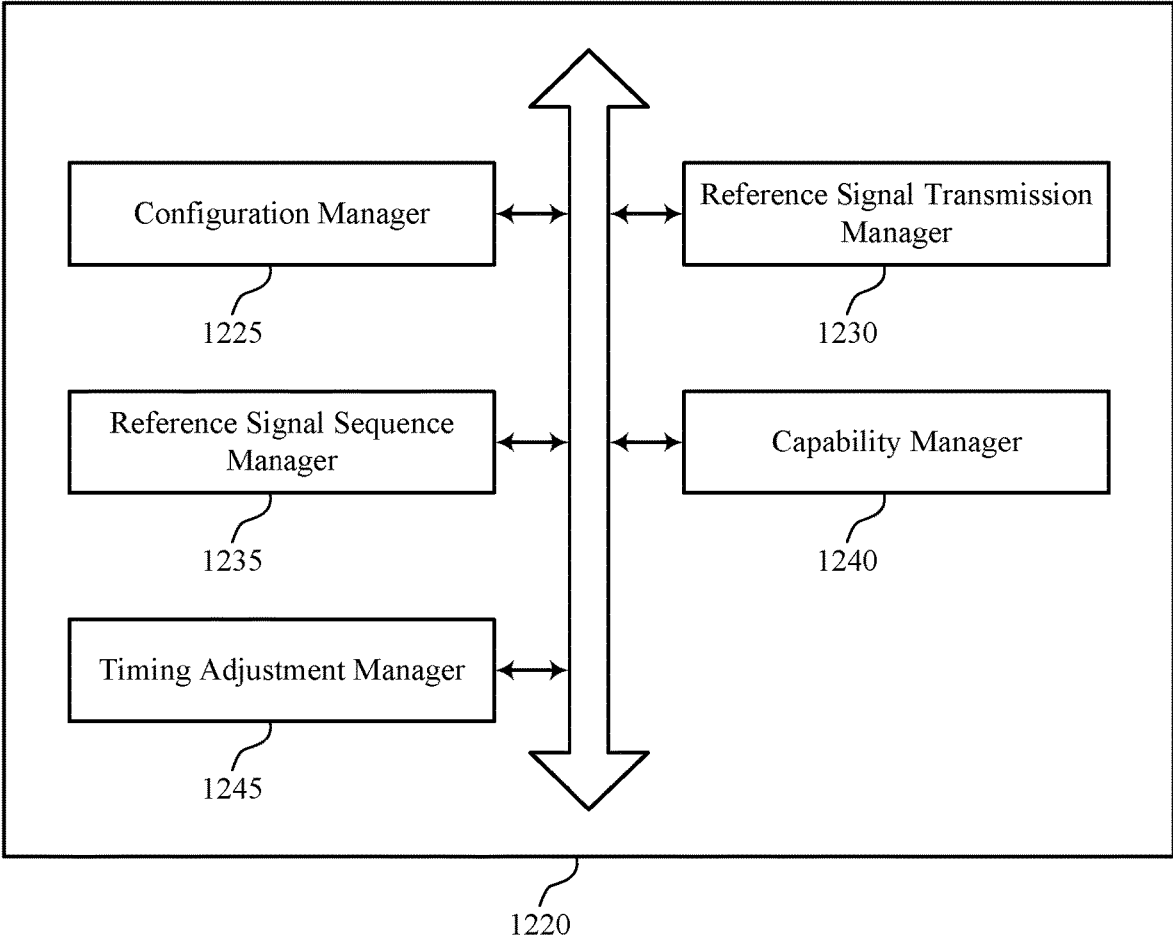 Configuration Manager
1225
Reference Signal Transmission
Manager
1230
Reference Signal Sequence
Manager
1235
Capability Manager
1240
Timing Adjustment Manager
1245
1220